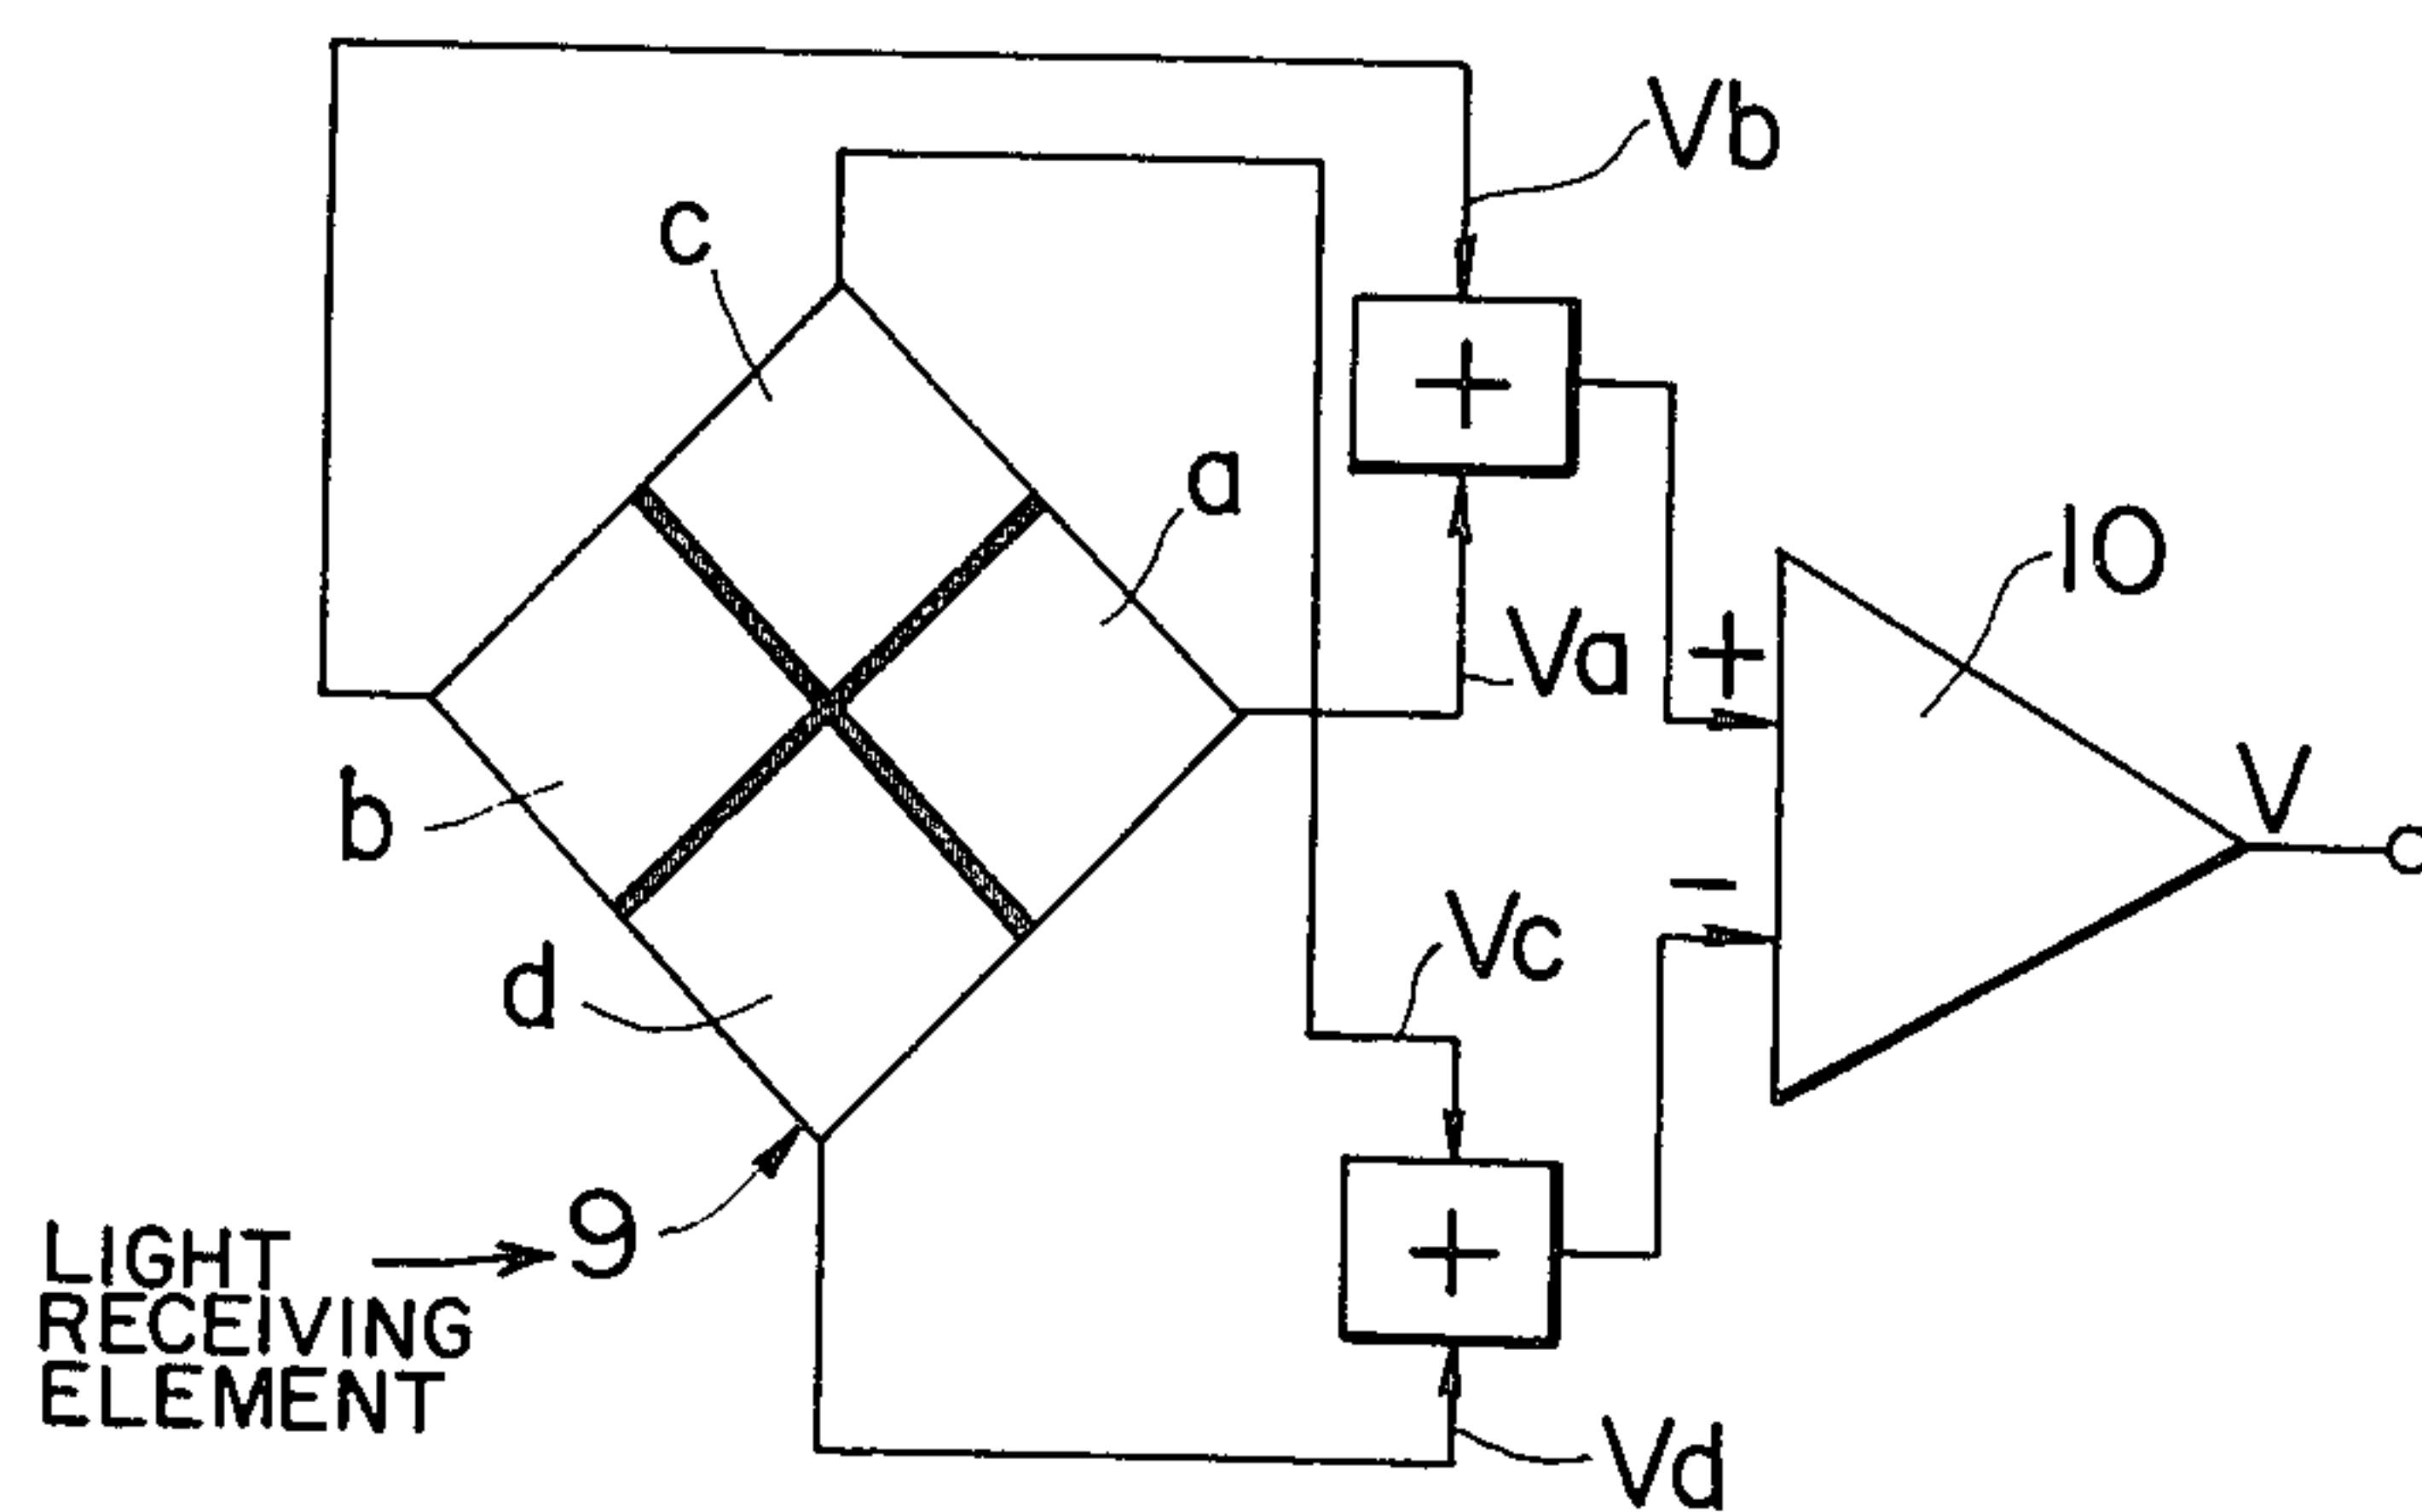 Vb
c
+
a
10
Va
+
V
b
-
Vc
d
9
+
LIGHT
RECEIVING
ELEMENT
Vd